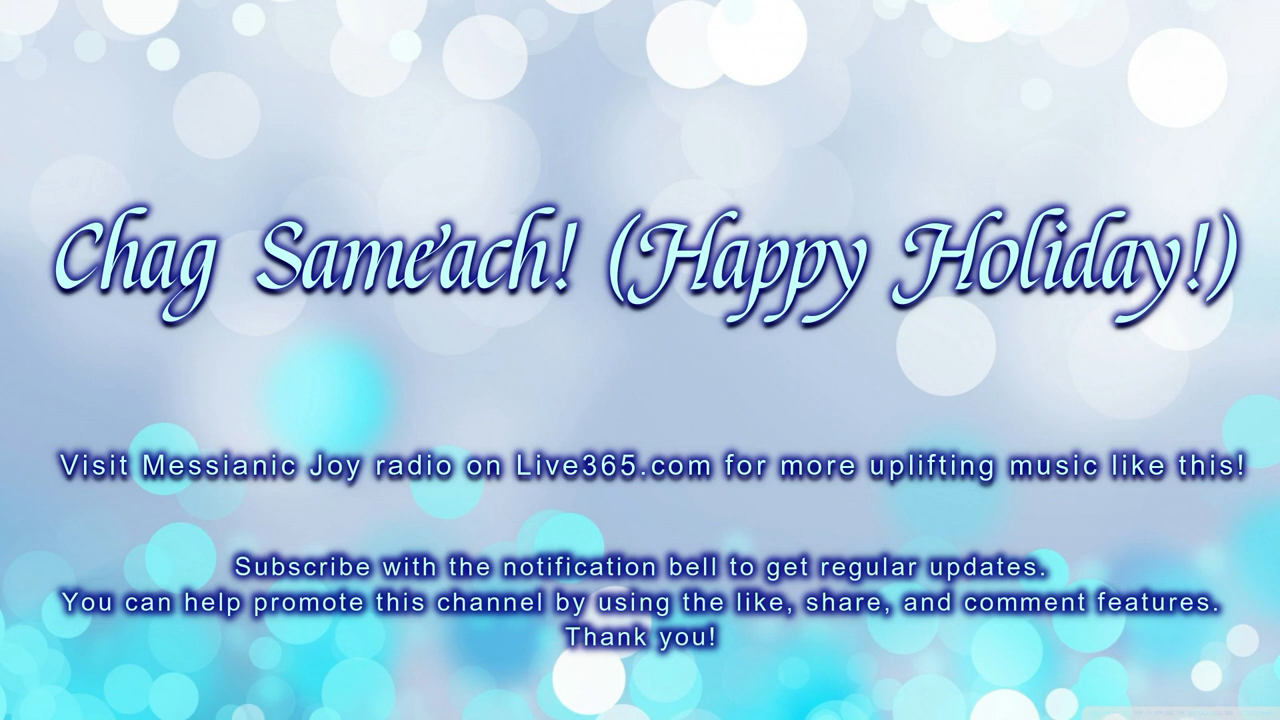 Chag Same'ach! (Happy Holiday!)
Visit Messianic Joy radio on Live365.com for more uplifting music like this!
Subscribe with the notification bell to get regular updates.
You can help promote this channel by using the like, share, and comment features.
Thank you!